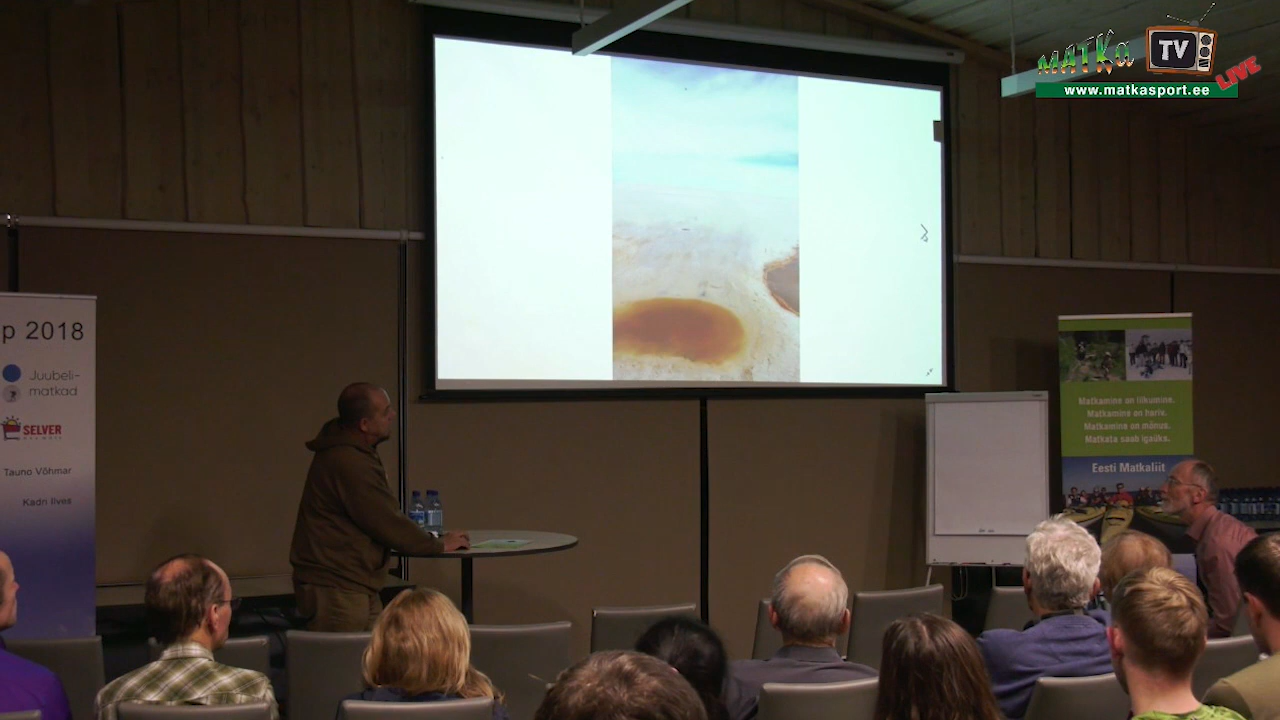 MATKa TV LIVE
www.matkasport.ee
p 2018
Juubeli-
matkad
SELVER
Tauno Võhmar
Kadri Ilves
Matkamine on liikumine.
Matkamine on hariv.
Matkamine on mõnus.
Matkata saab igaüks.
Eesti Matkaliit